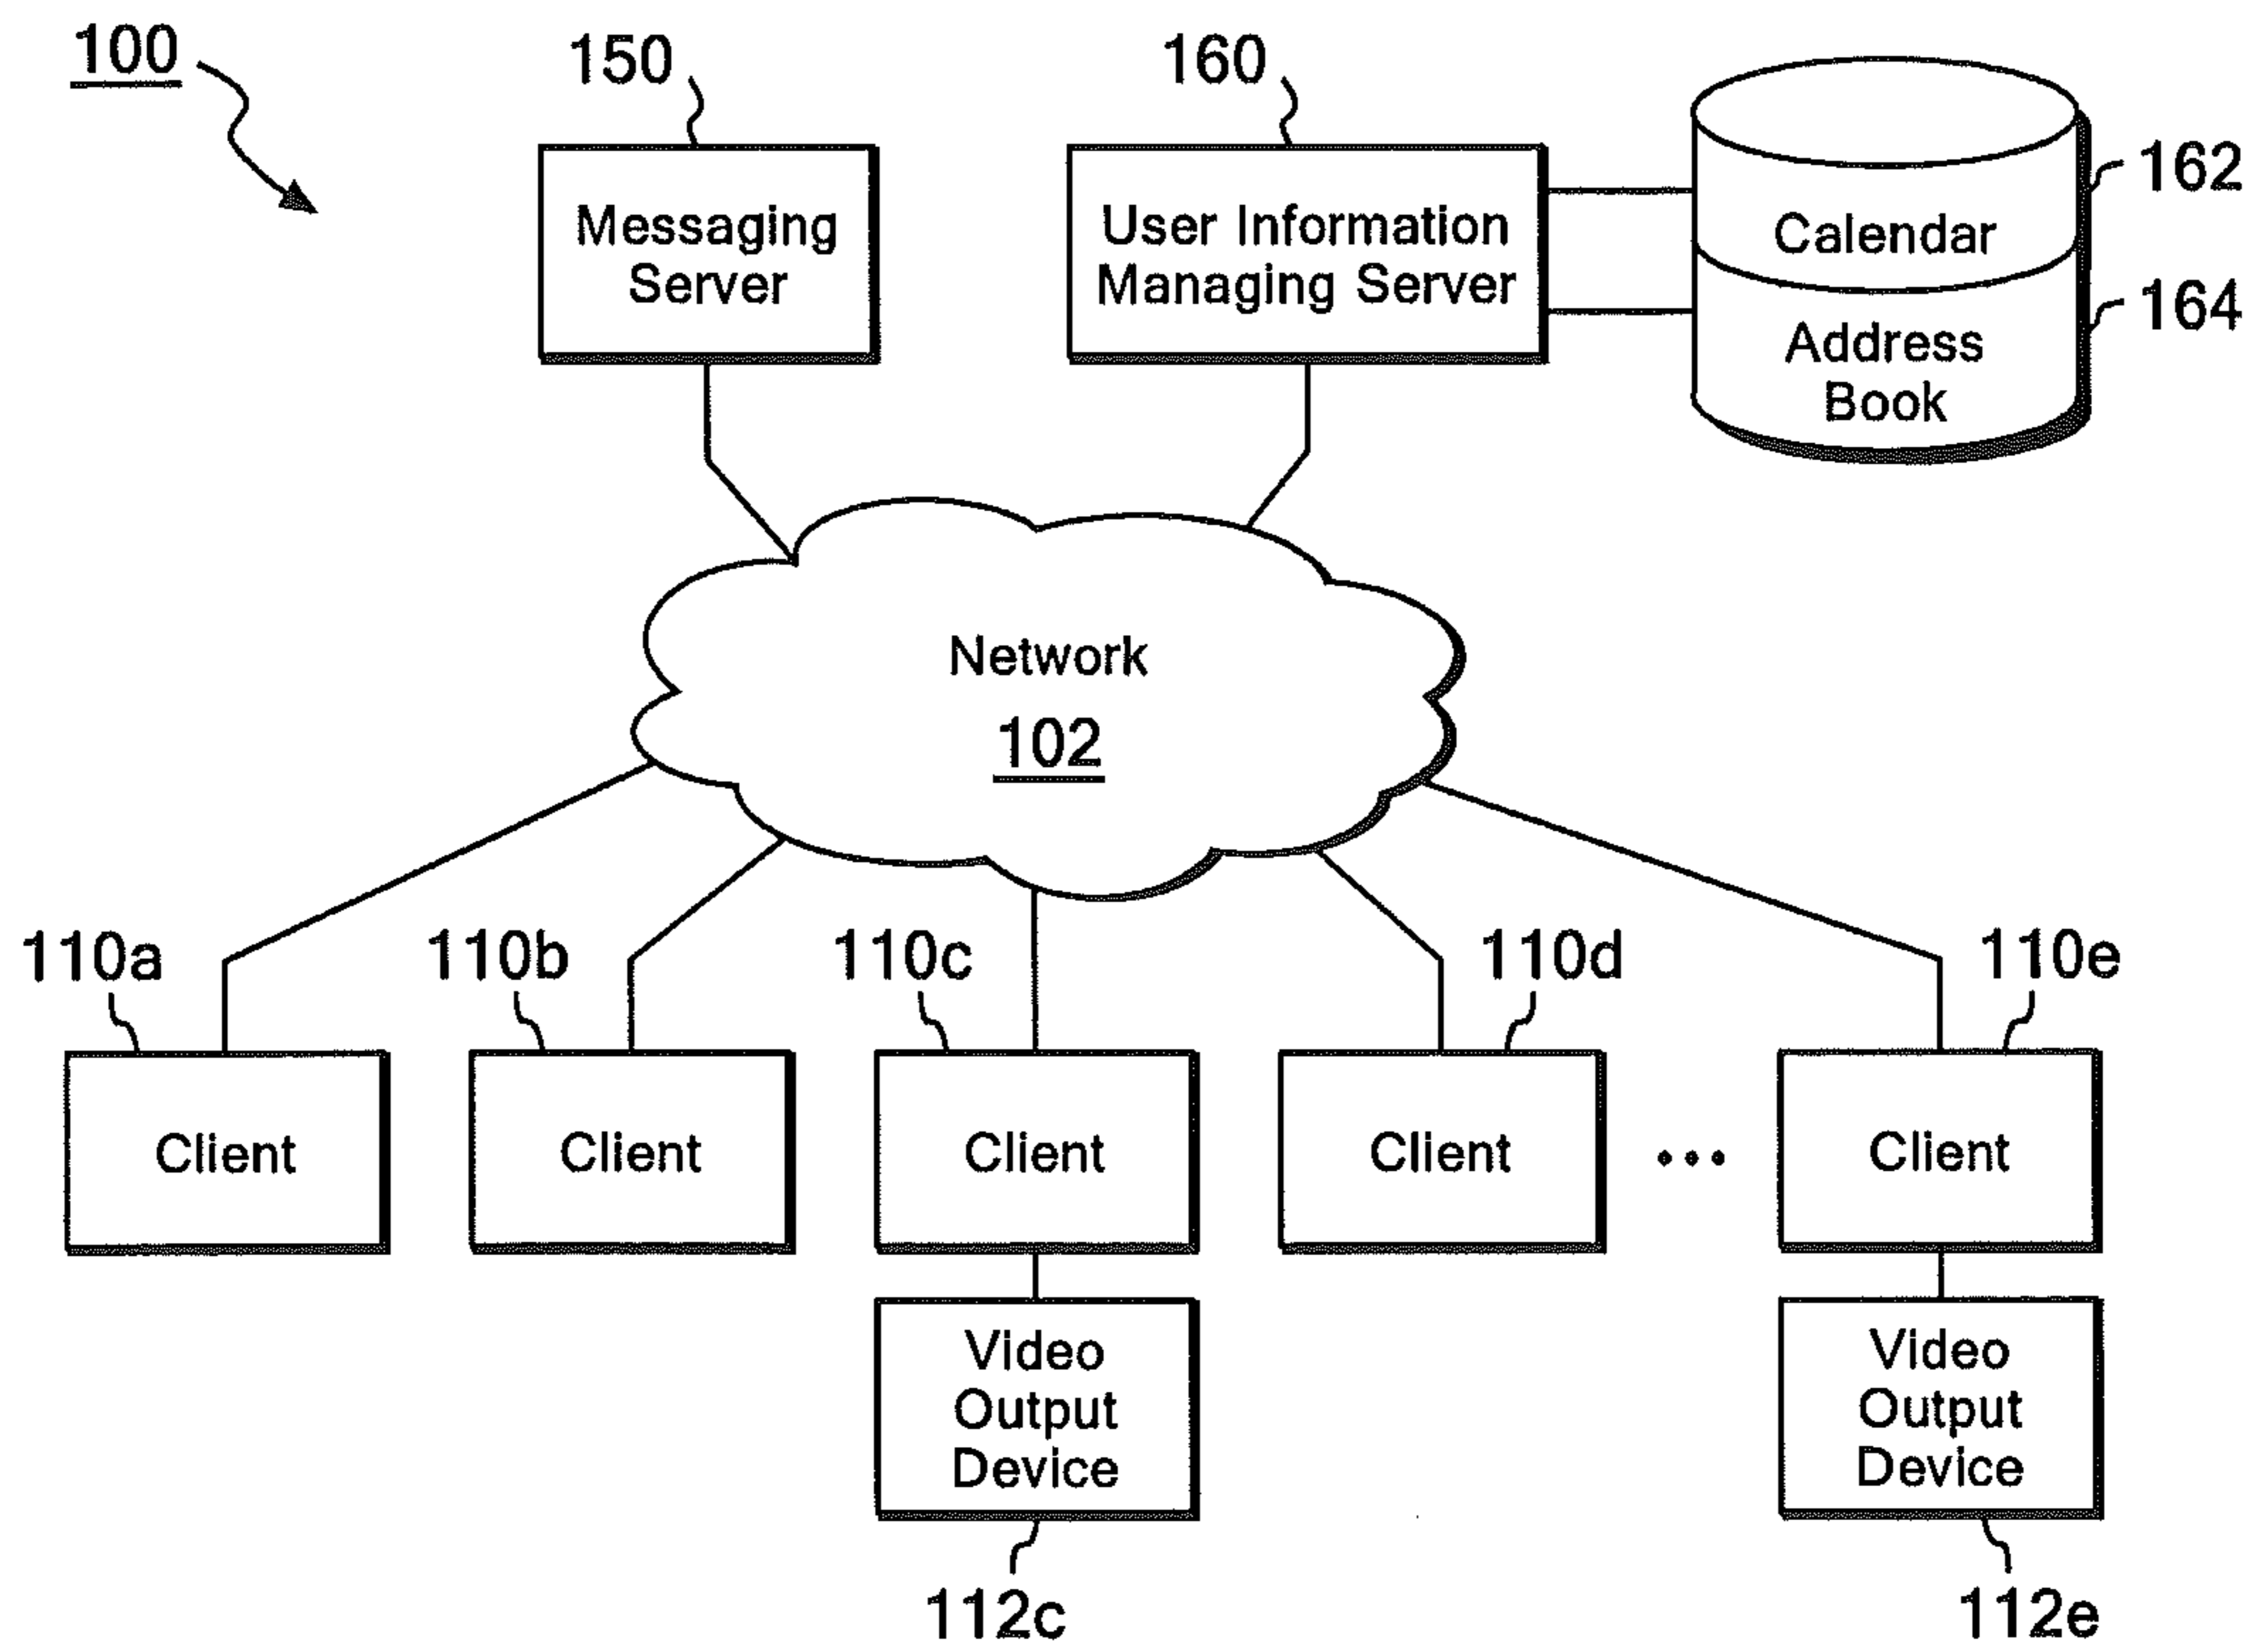 100
150
160
Messaging
Server
User Information
Managing Server
Calendar
162
Address
Book
164
Network
102
110a
110b
110c
110d
110e
Client
Client
Client
Client
...
Client
Video
Output
Device
Video
Output
Device
112c
112e